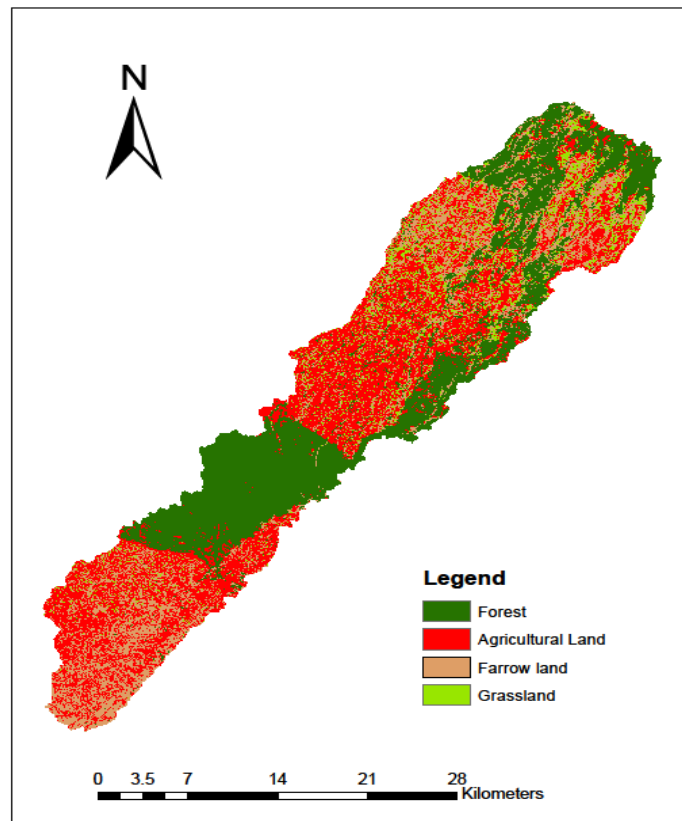 N
Legend
Forest
Agricultural Land
Farrow land
Grassland
0 3.5 7 14 21 28
Kilometers